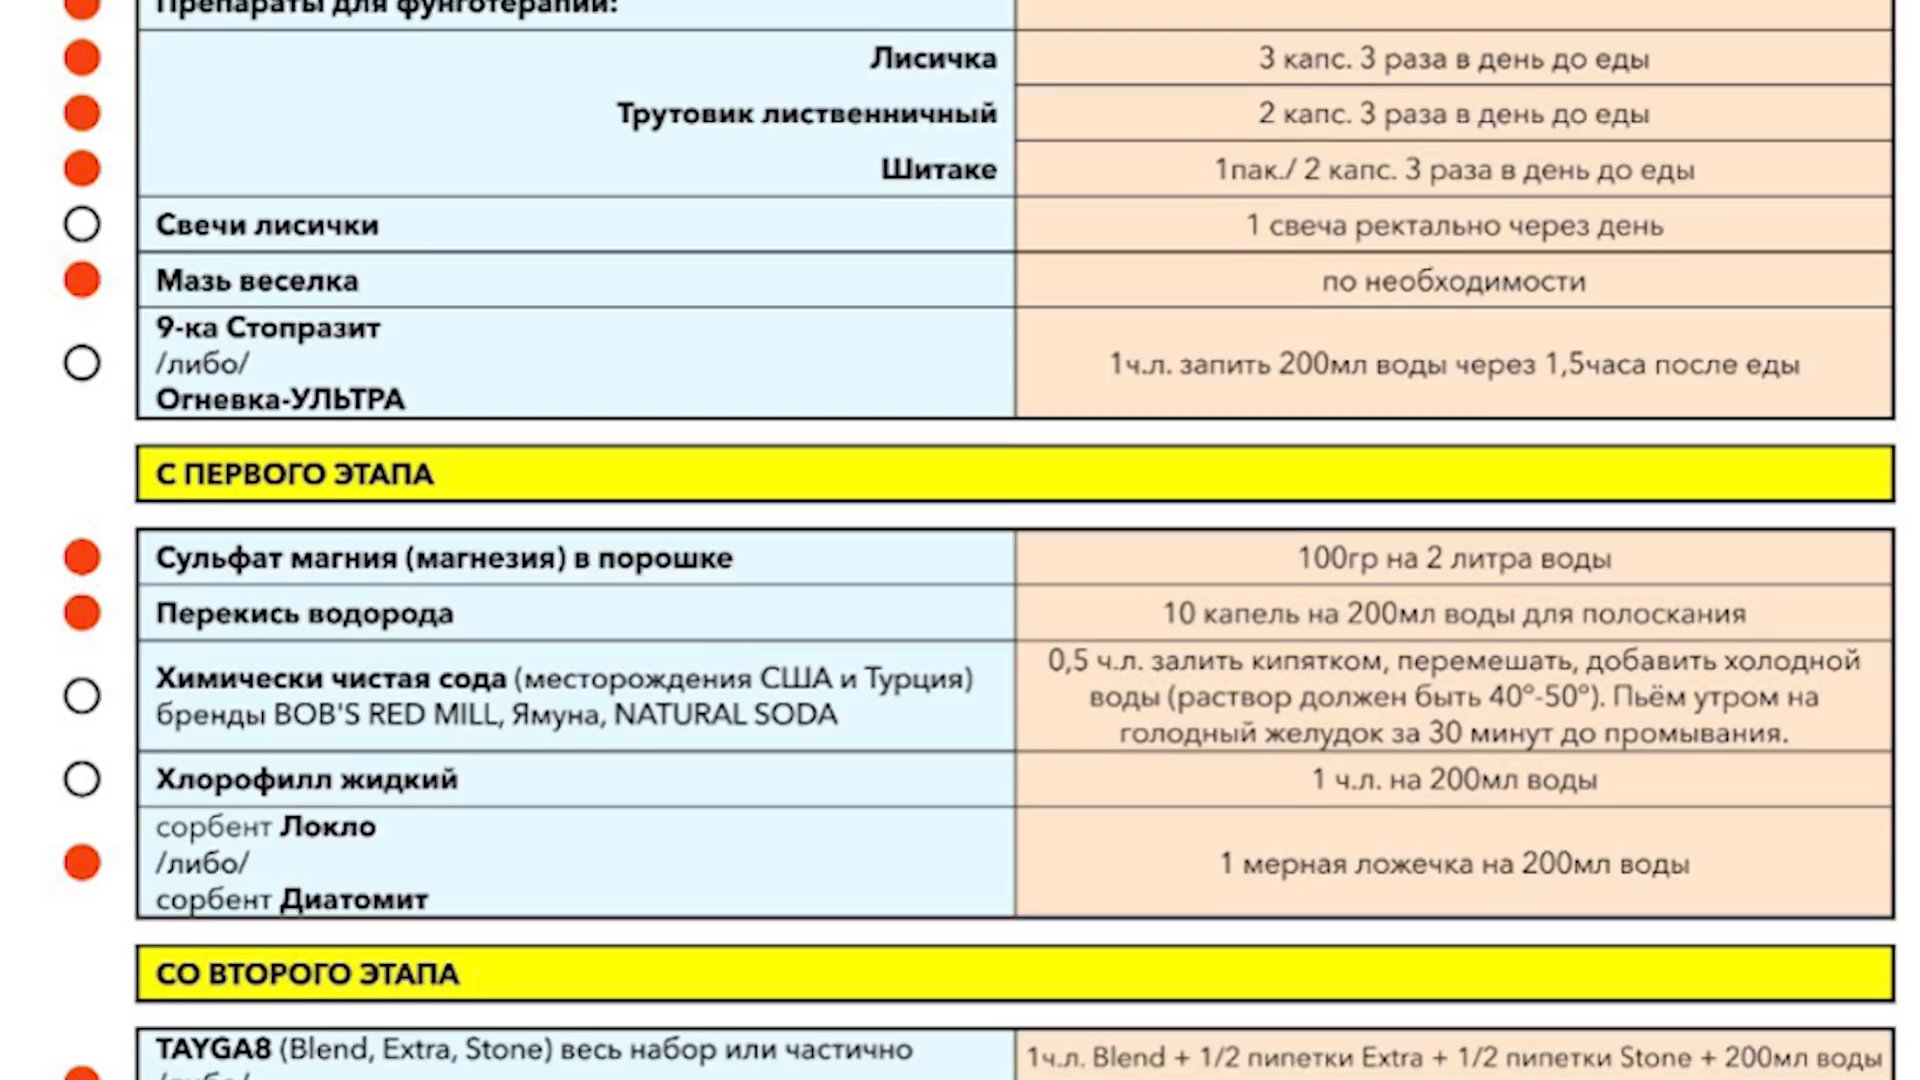 Препараты для фунготерапии:
Лисичка
3 капс. 3 раза в день до еды
Трутовик лиственничный
2 капс. 3 раза в день до еды
Шитаке
1пак./ 2 капс. 3 раза в день до еды
Свечи лисички
1 свеча ректально через день
Мазь веселка
по необходимости
9-ка Стопразит
/либо/
Огневка-УЛЬТРА
1ч.л. запить 200мл воды через 1,5часа после еды
С ПЕРВОГО ЭТАПА
Сульфат магния (магнезия) в порошке
100гр на 2 литра воды
Перекись водорода
10 капель на 200мл воды для полоскания
Химически чистая сода (месторождения США и Турция)
бренды BOB'S RED MILL, Ямуна, NATURAL SODA
0,5 ч.л. залить кипятком, перемешать, добавить холодной
воды (раствор должен быть 40°-50°). Пьём утром на
голодный желудок за 30 минут до промывания.
Хлорофилл жидкий
1 ч.л. на 200мл воды
сорбент Локло
/либо/
сорбент Диатомит
1 мерная ложечка на 200мл воды
СО ВТОРОГО ЭТАПА
TAYGA8 (Blend, Extra, Stone) весь набор или частично
1ч.л. Blend + 1/2 пипетки Extra + 1/2 пипетки Stone + 200мл воды